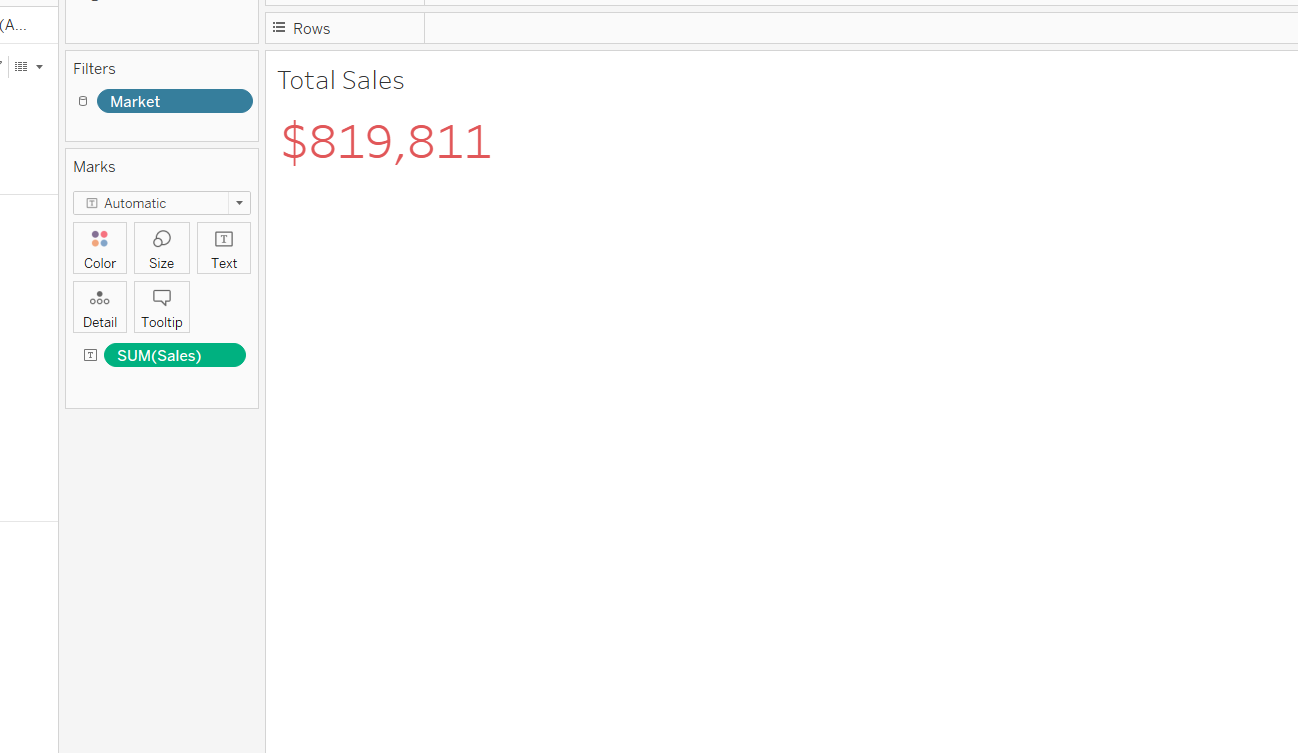 (A...
Rows
Filters
Market
Total Sales
$819,811
Marks
Automatic
Color Size Text
Detail Tooltip
SUM(Sales)